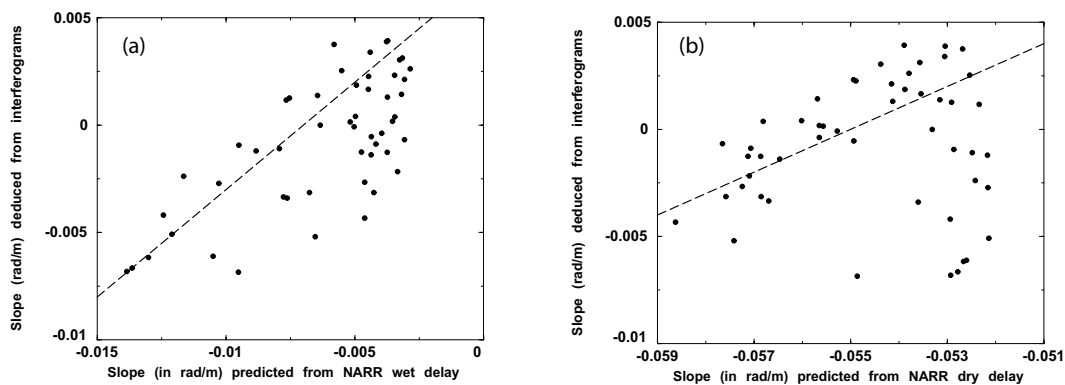 (a)
0.005
0
-0.005
-0.01
-0.015
-0.01
-0.005
0
Slope (rad/m) deduced from interferograms
Slope (in rad/m) predicted from NARR wet delay
(b)
0.005
0
-0.005
-0.01
-0.059
-0.057
-0.055
-0.053
-0.051
Slope (rad/m) deduced from interferograms
Slope (in rad/m) predicted from NARR dry delay